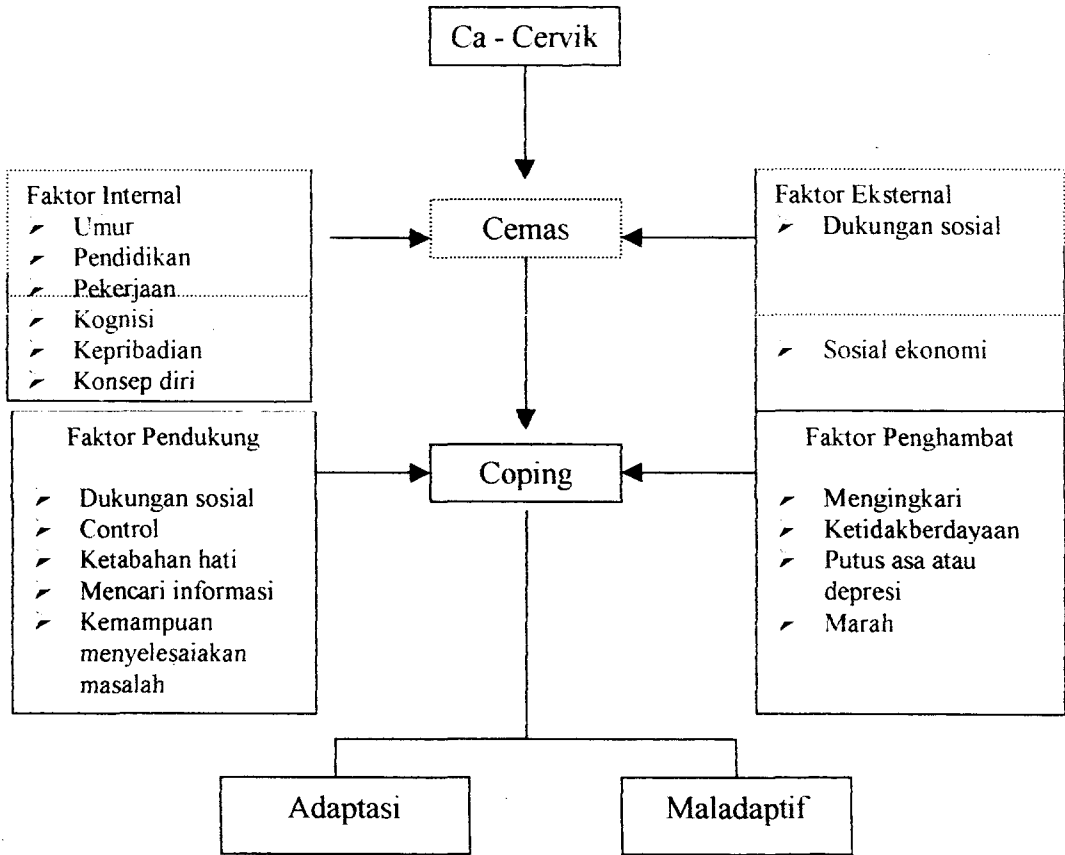 Ca - Cervik
Faktor Internal
➢ Umur
➢ Pendidikan
➢ Pekerjaan
➢ Kognisi
➢ Kepribadian
➢ Konsep diri
Cemas
Faktor Eksternal
➢ Dukungan sosial
➢ Sosial ekonomi
Faktor Pendukung
➢ Dukungan sosial
➢ Control
➢ Ketabahan hati
➢ Mencari informasi
➢ Kemampuan
menyelesaiakan
masalah
Coping
Faktor Penghambat
➢ Mengingkari
➢ Ketidakberdayaan
➢ Putus asa atau
depresi
➢ Marah
Adaptasi
Maladaptif